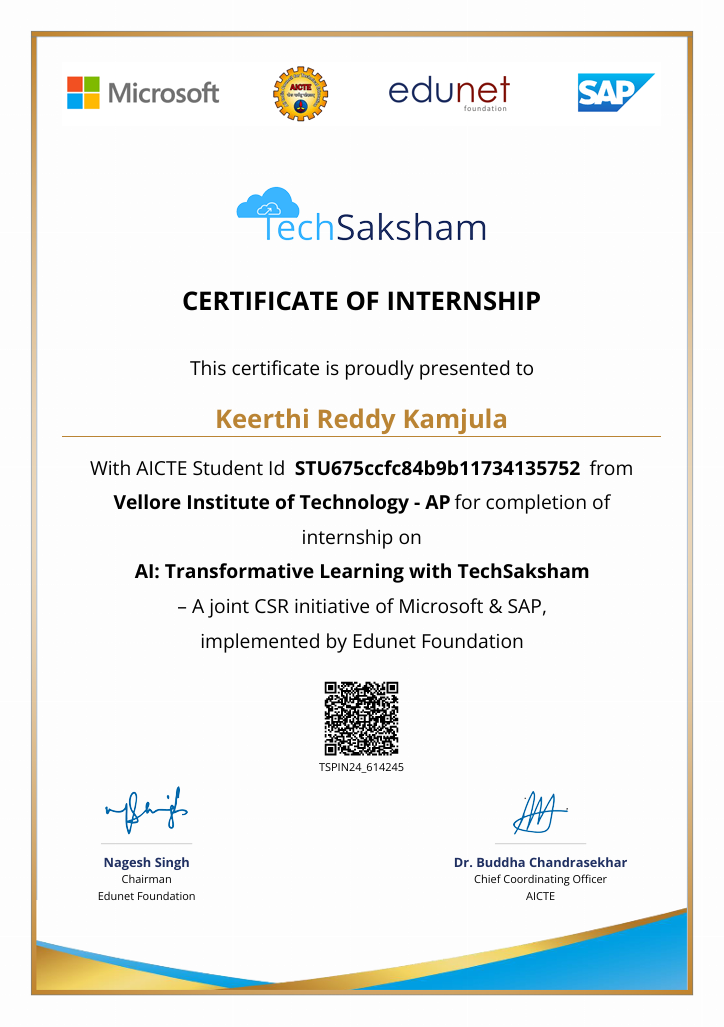 Microsoft
AICTE
edunet
foundation
SAP
TechSaksham
CERTIFICATE OF INTERNSHIP
This certificate is proudly presented to
Keerthi Reddy Kamjula
With AICTE Student Id STU675ccfc84b9b11734135752 from
Vellore Institute of Technology - AP for completion of
internship on
AI: Transformative Learning with TechSaksham
– A joint CSR initiative of Microsoft & SAP,
implemented by Edunet Foundation
TSPIN24_614245
Nagesh Singh
Chairman
Edunet Foundation
Dr. Buddha Chandrasekhar
Chief Coordinating Officer
AICTE